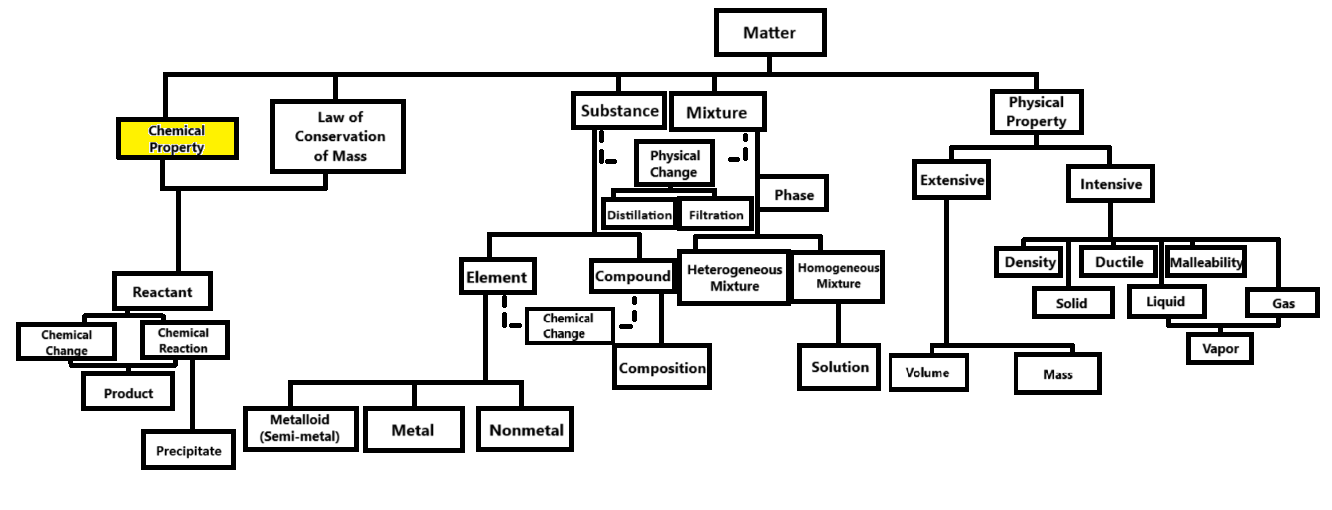 Matter
Chemical
Property
Law of
Conservation
of Mass
Substance
Mixture
Physical
Property
Physical
Change
Distillation
Filtration
Phase
Extensive
Intensive
Element
Compound
Heterogeneous
Mixture
Homogeneous
Mixture
Density
Ductile
Malleability
Solid
Liquid
Gas
Vapor
Reactant
Chemical
Change
Chemical
Reaction
Product
Precipitate
Chemical
Change
Composition
Solution
Volume
Mass
Metalloid
(Semi-metal)
Metal
Nonmetal